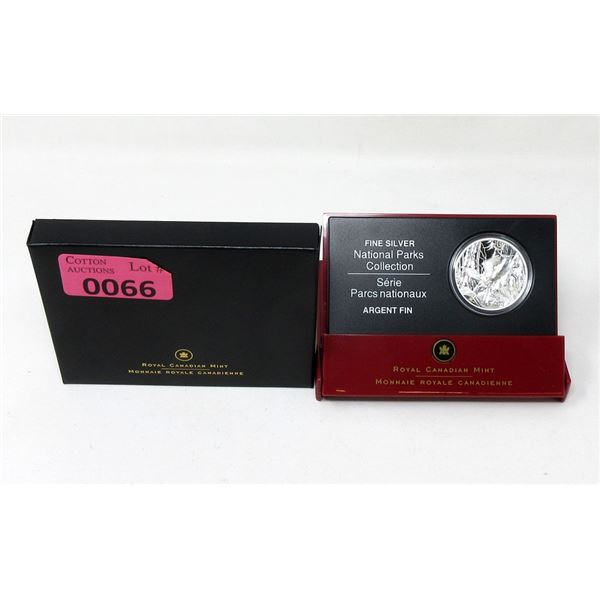 COTTON
AUCTIONS
Lot #
0066
ROYAL CANADIAN MINT
MONNAIE ROYALE CANADIENNE
FINE SILVER
National Parks
Collection
Série
Parcs nationaux
ARGENT FIN
ROYAL CANADIAN MINT
MONNAIE ROYALE CANADIENNE